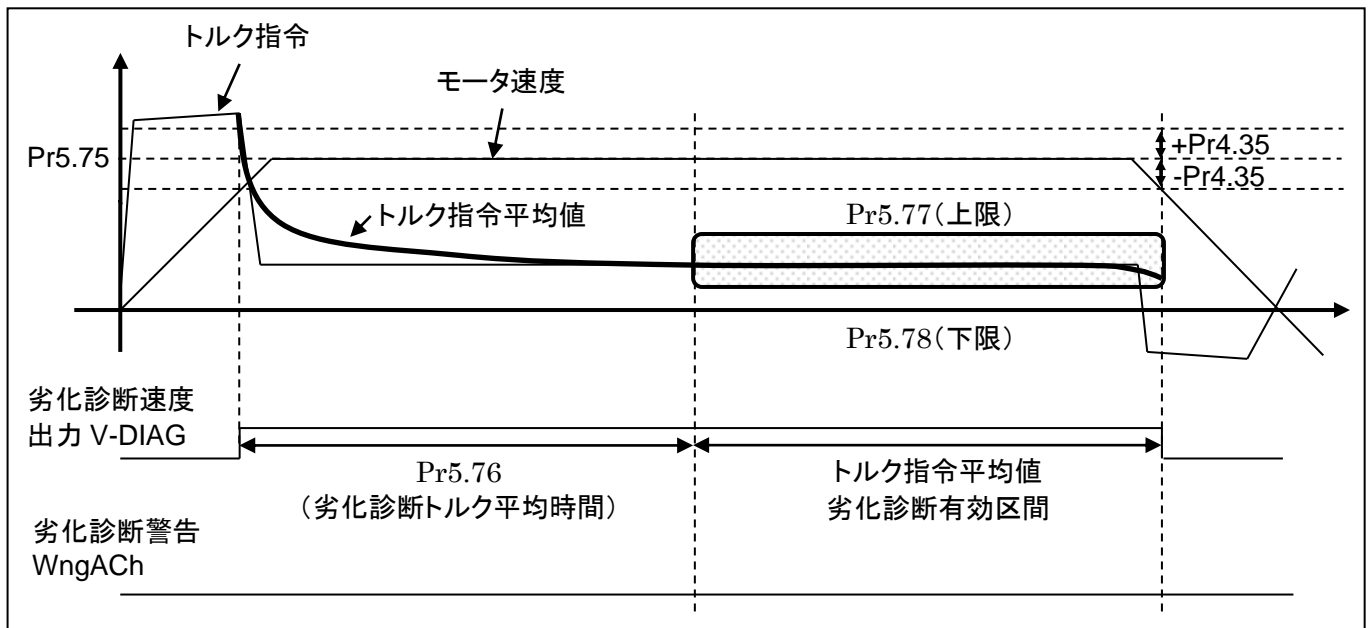 トルク指令
モータ速度
Pr5.75
+Pr4.35
-Pr4.35
トルク指令平均値
Pr5.77(上限)
Pr5.78(下限)
劣化診断速度
出力 V-DIAG
Pr5.76
(劣化診断トルク平均時間)
トルク指令平均値
劣化診断有効区間
劣化診断警告
WngACh